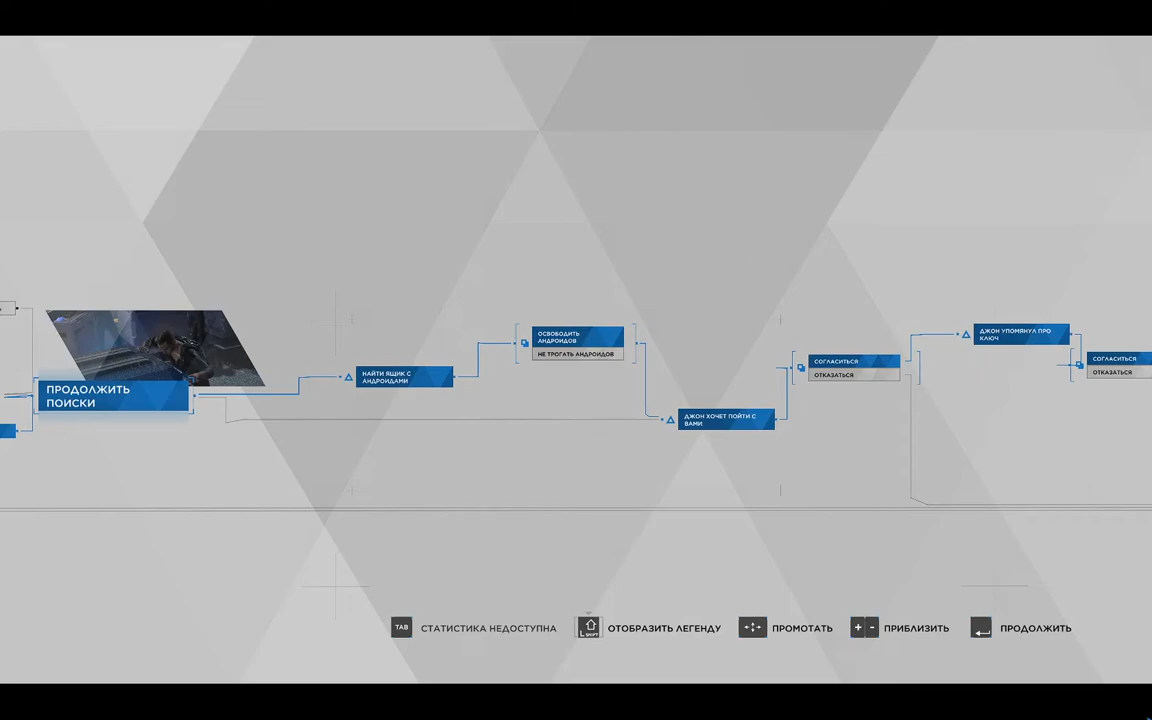 ПРОДОЛЖИТЬ
ПОИСКИ
НАЙТИ ЯЩИК С
АНДРОИДАМИ
ОСВОБОДИТЬ
АНДРОИДОВ
НЕ ТРОГАТЬ АНДРОИДОВ
ДЖОН ХОЧЕТ ПОЙТИ С
ВАМИ
СОГЛАСИТЬСЯ
ОТКАЗАТЬСЯ
ДЖОН УПОМЯНУЛ ПРО
КЛЮЧ
СОГЛАСИТЬСЯ
ОТКАЗАТЬСЯ
TAB СТАТИСТИКА НЕДОСТУПНА
L SHIFT ОТОБРАЗИТЬ ЛЕГЕНДУ
ПРОМОТАТЬ
+ - ПРИБЛИЗИТЬ
ПРОДОЛЖИТЬ